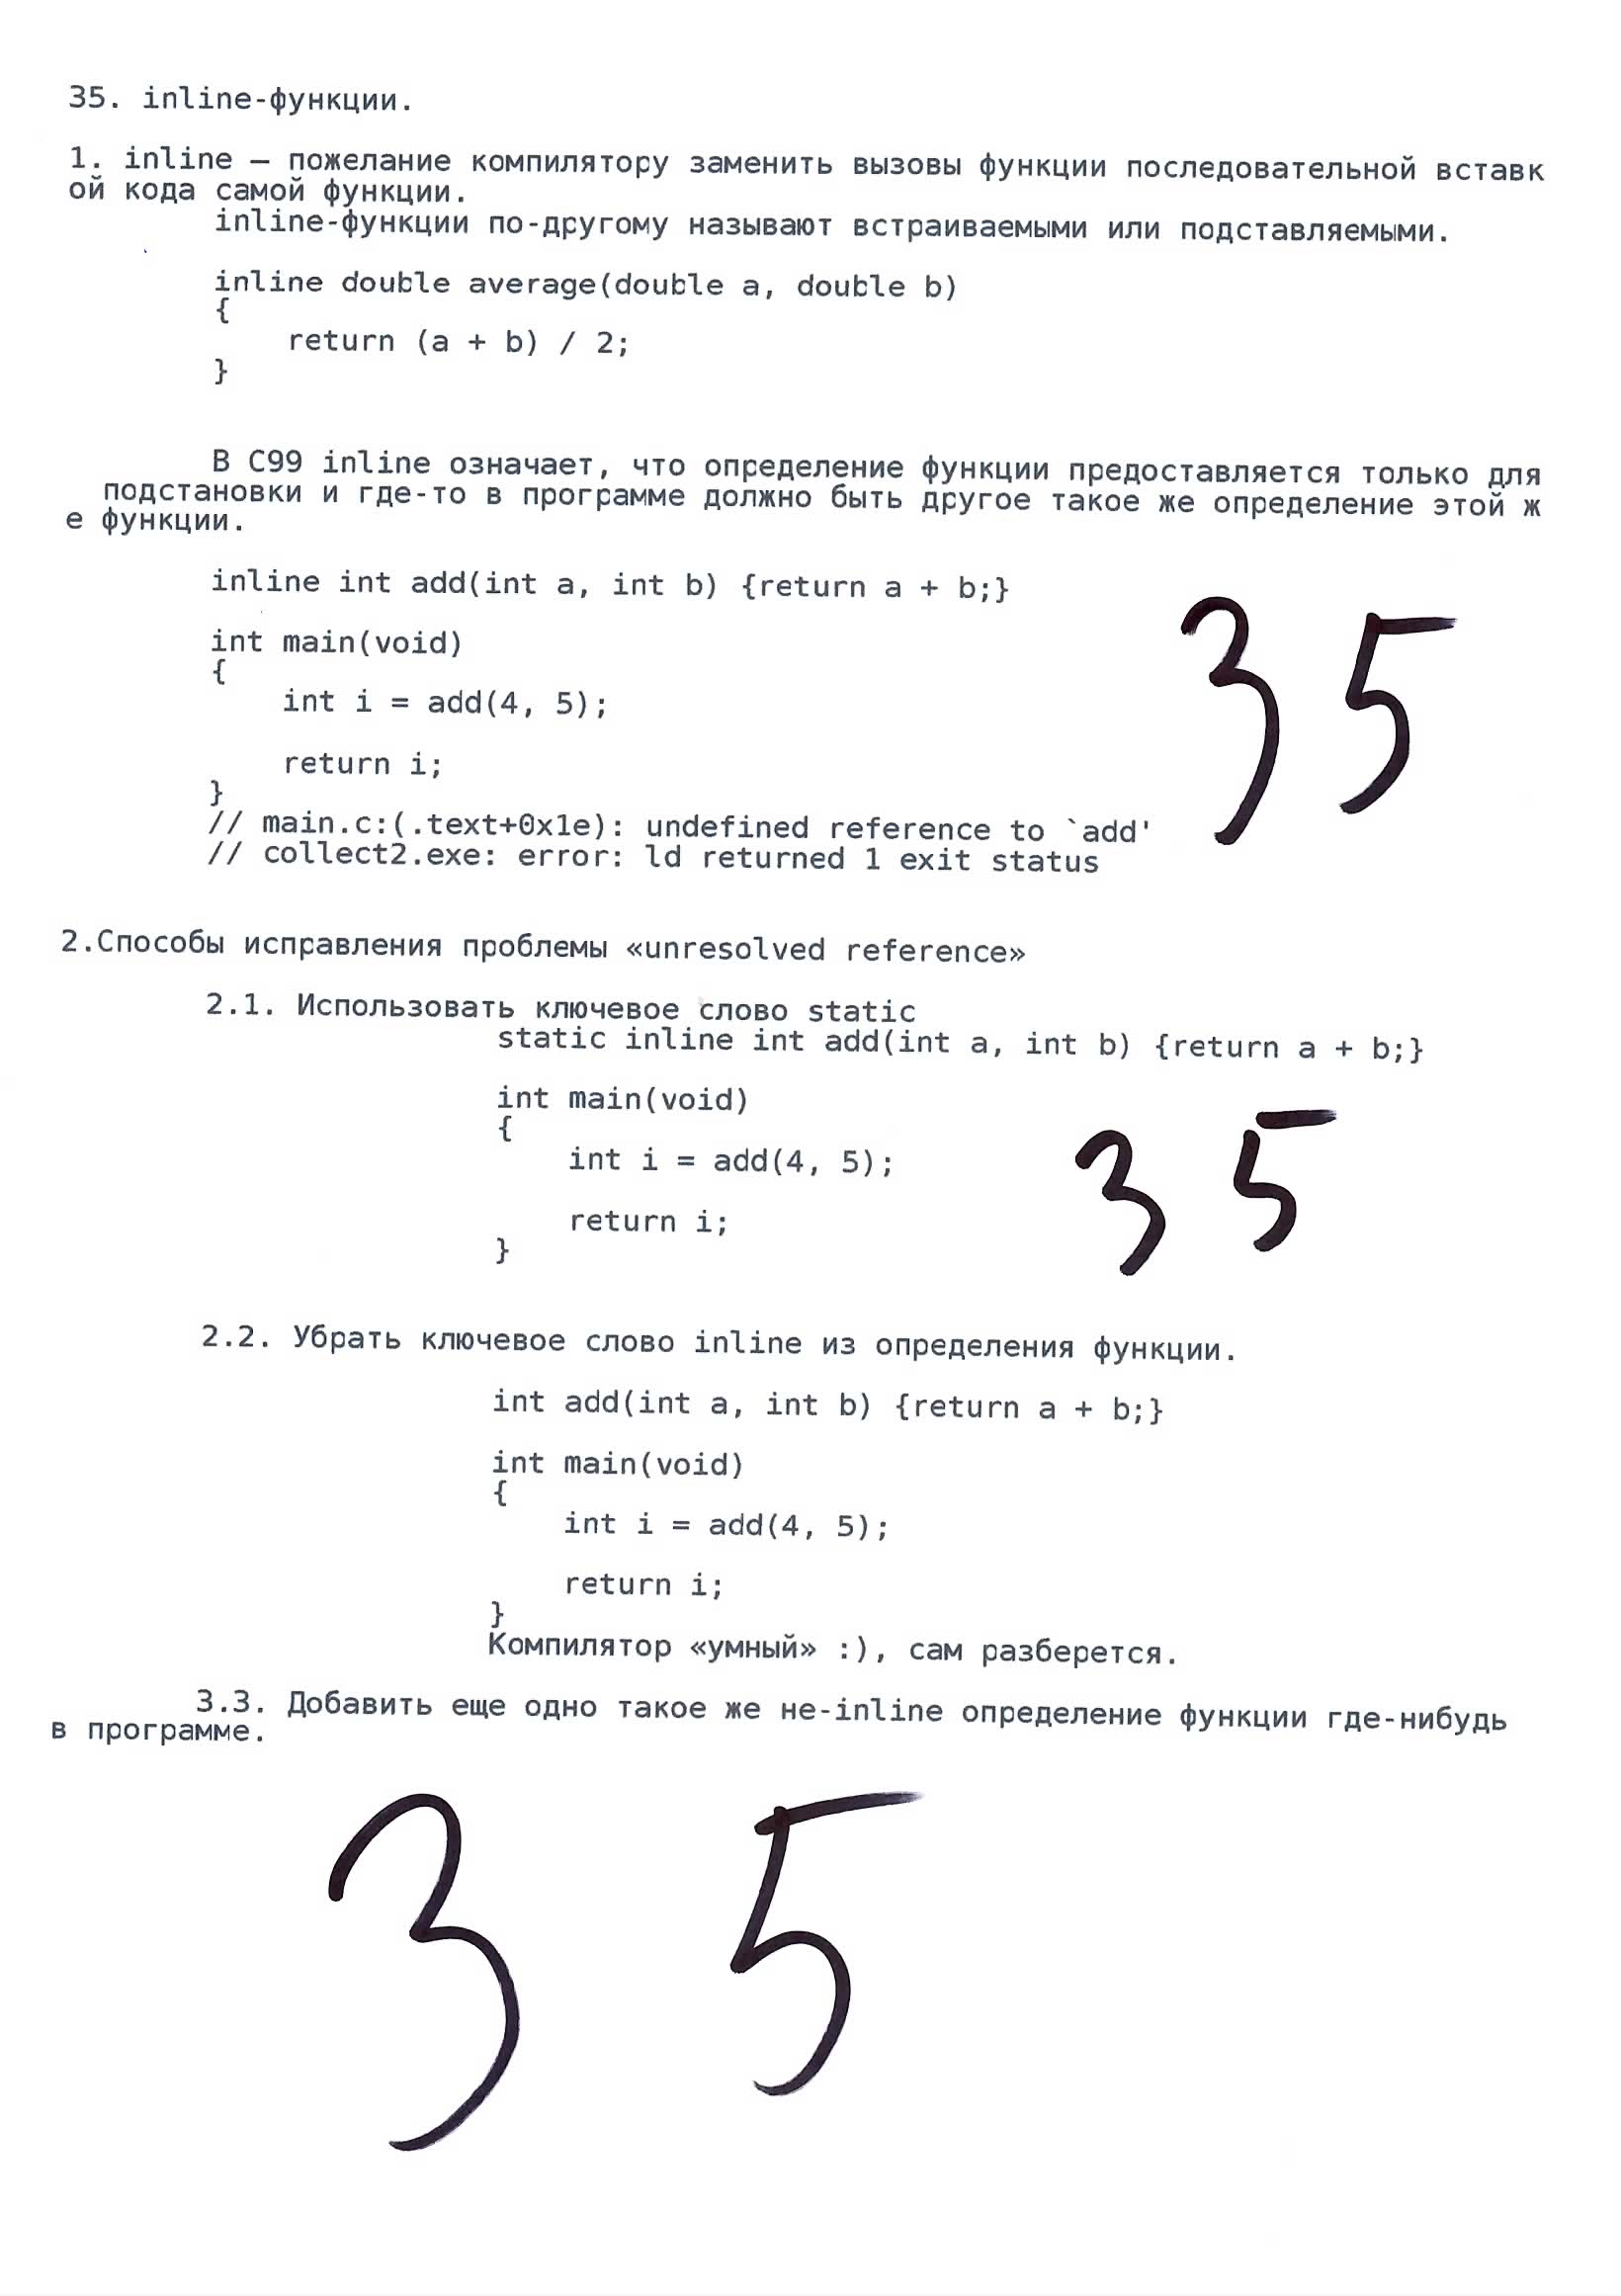 35. inline-функции.
1. inline – пожелание компилятору заменить вызовы функции последовательной вставк
ой кода самой функции.
inline-функции по-другому называют встраиваемыми или подставляемыми.
inline double average(double a, double b)
{
return (a + b) / 2;
}
В C99 inline означает, что определение функции предоставляется только для
подстановки и где-то в программе должно быть другое такое же определение этой ж
е функции.
inline int add(int a, int b) {return a + b;}
int main(void)
{
int i = add(4, 5);
return i;
}
35
// main.c:(.text+0x1e): undefined reference to `add'
// collect2.exe: error: ld returned 1 exit status
2.Способы исправления проблемы «unresolved reference»
2.1. Использовать ключевое слово static
static inline int add(int a, int b) {return a + b;}
int main(void)
{
int i = add(4, 5);
return i;
}
35
2.2. Убрать ключевое слово inline из определения функции.
int add(int a, int b) {return a + b;}
int main(void)
{
int i = add(4, 5);
return i;
}
Компилятор «умный» :), сам разберется.
3.3. Добавить еще одно такое же не-inline определение функции где-нибудь
в программе.
35